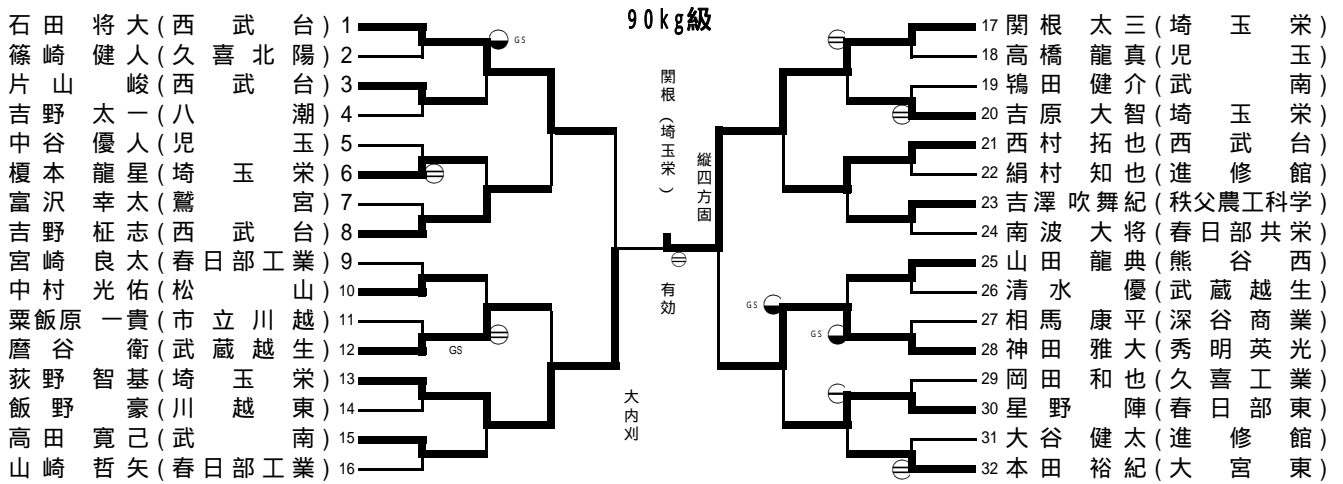 90kg級
石田 将大(西武台) 1
篠崎 健人(久喜北陽) 2
片山 峻(西武台) 3
吉野 太一(八潮) 4
中谷 優人(児玉) 5
榎本 龍星(埼玉栄) 6
富沢 幸太(鷲宮) 7
吉野 柾志(西武台) 8
宮崎 良太(春日部工業) 9
中村 光佑(松山) 10
粟飯原 一貴(市立川越) 11
麿谷 衛(武蔵越生) 12
荻野 智基(埼玉栄) 13
飯野 豪(川越東) 14
高田 寛己(武南) 15
山崎 哲矢(春日部工業) 16
GS
GS
関根(埼玉栄)
縦四方固
有効
大内刈
GS
GS
17 関根 太三(埼玉栄)
18 高橋 龍真(児玉)
19 鴇田 健介(武南)
20 吉原 大智(埼玉栄)
21 西村 拓也(西武台)
22 絹村 知也(進修館)
23 吉澤 吹舞紀(秩父農工科学)
24 南波 大将(春日部共栄)
25 山田 龍典(熊谷西)
26 清水 優(武蔵越生)
27 相馬 康平(深谷商業)
28 神田 雅大(秀明英光)
29 岡田 和也(久喜工業)
30 星野 陣(春日部東)
31 大谷 健太(進修館)
32 本田 裕紀(大宮東)